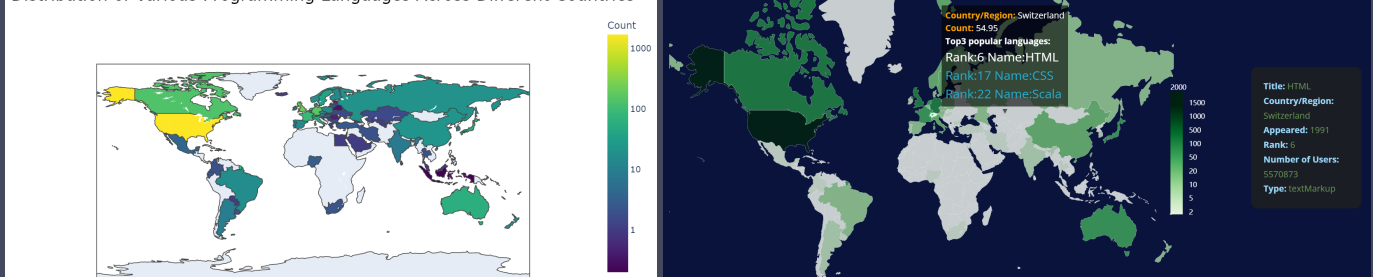 Distribution of Various Programming Languages Across Different Countries
Count
1000
100
10
1
Country/Region: Switzerland
Count: 54.95
Top3 popular languages:
Rank:6 Name:HTML
Rank:17 Name:CSS
Rank:22 Name:Scala
2000
1500
1000
500
100
50
20
10
5
2
Title: HTML
Country/Region:
Switzerland
Appeared: 1991
Rank: 6
Number of Users:
5570873
Type: textMarkup